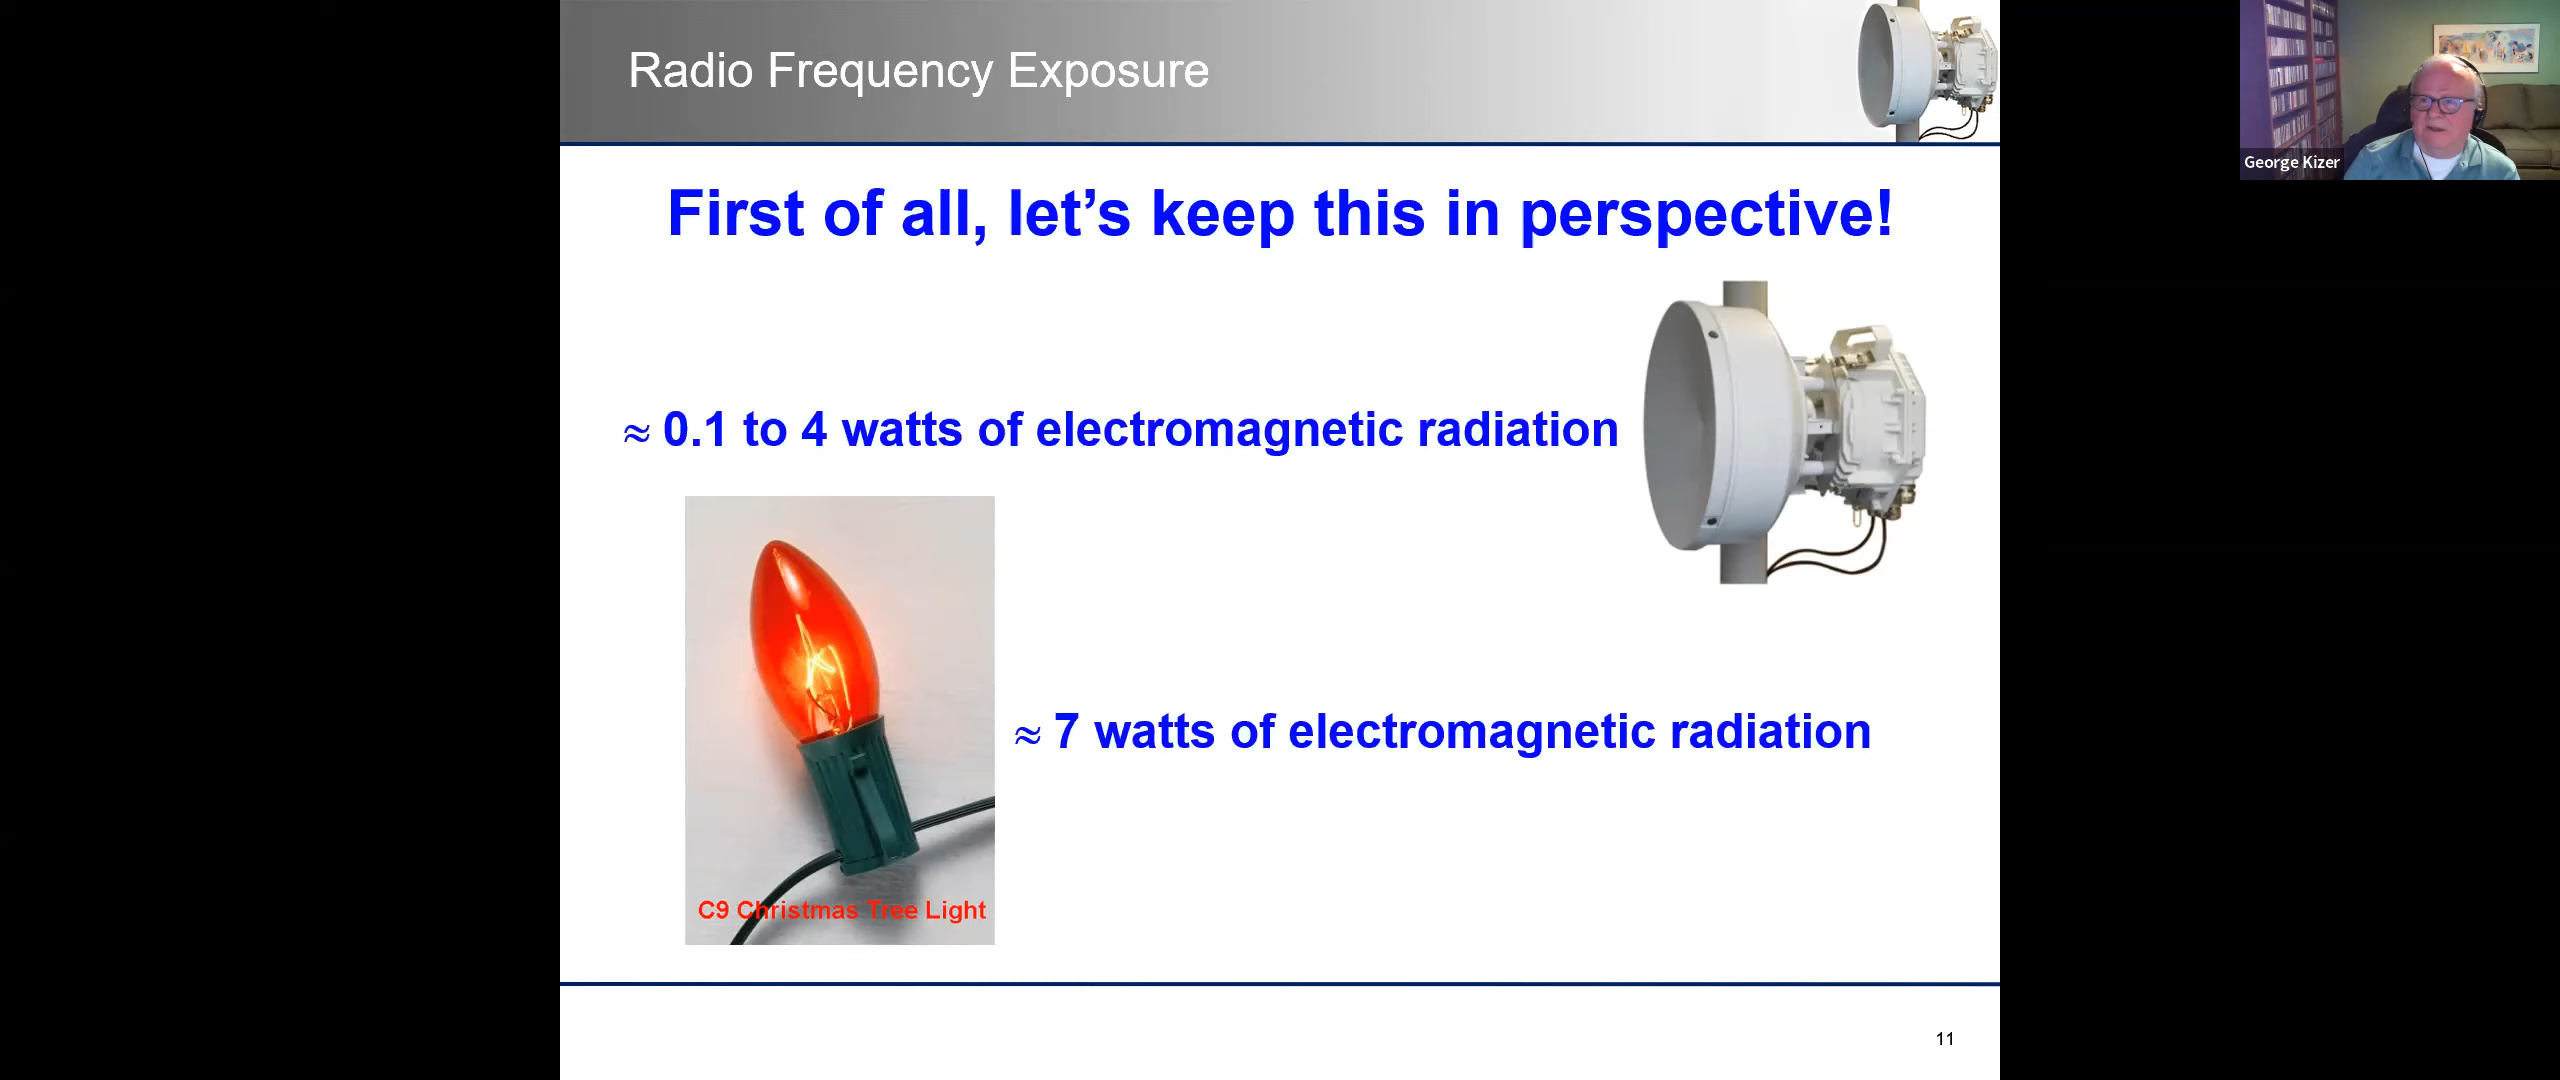 Radio Frequency Exposure
George Kizer
First of all, let’s keep this in perspective!
≈ 0.1 to 4 watts of electromagnetic radiation
≈ 7 watts of electromagnetic radiation
C9 Christmas Tree Light
11